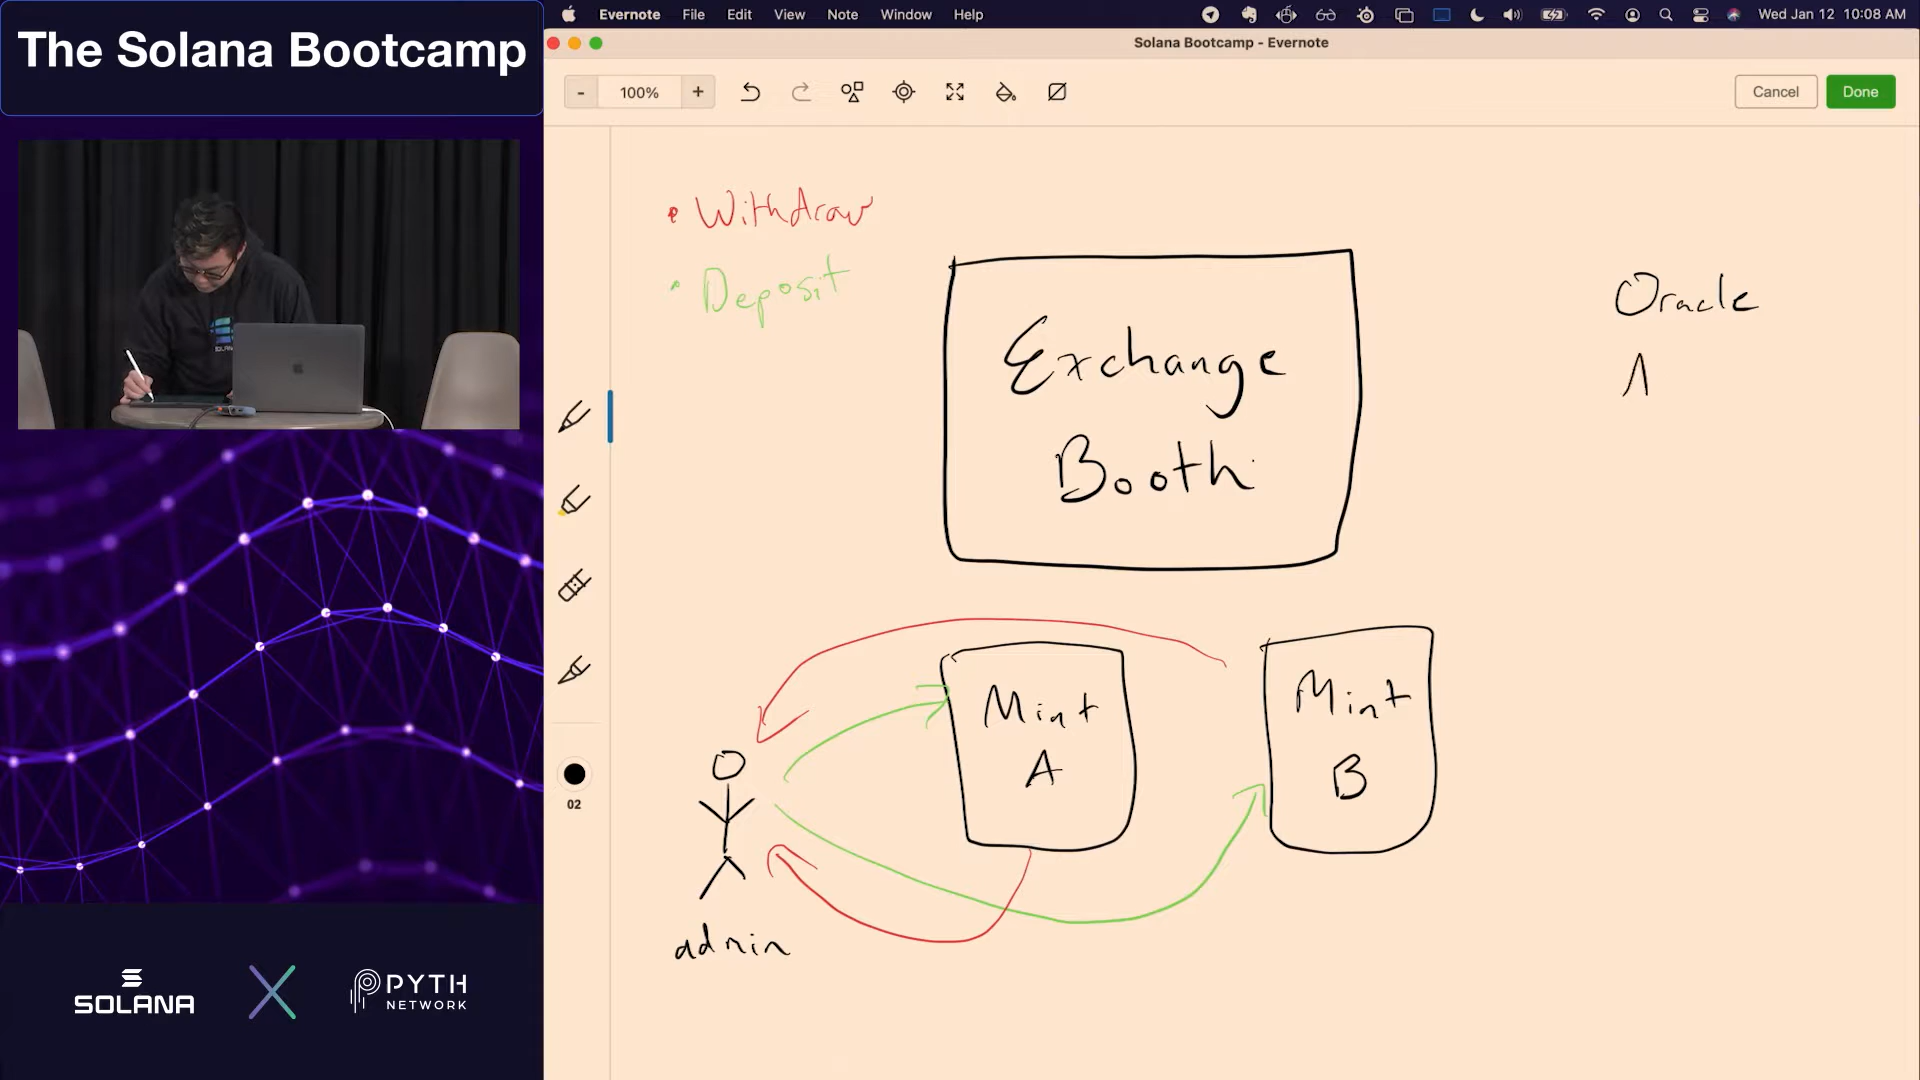 The Solana Bootcamp
Evernote File Edit View Note Window Help
Wed Jan 12 10:08 AM
Solana Bootcamp - Evernote
- 100% +
Cancel Done
• Withdraw
• Deposit
Exchange
Booth
Oracle
Mint
A
Mint
B
admin
02
SOLANA
PYTH
NETWORK